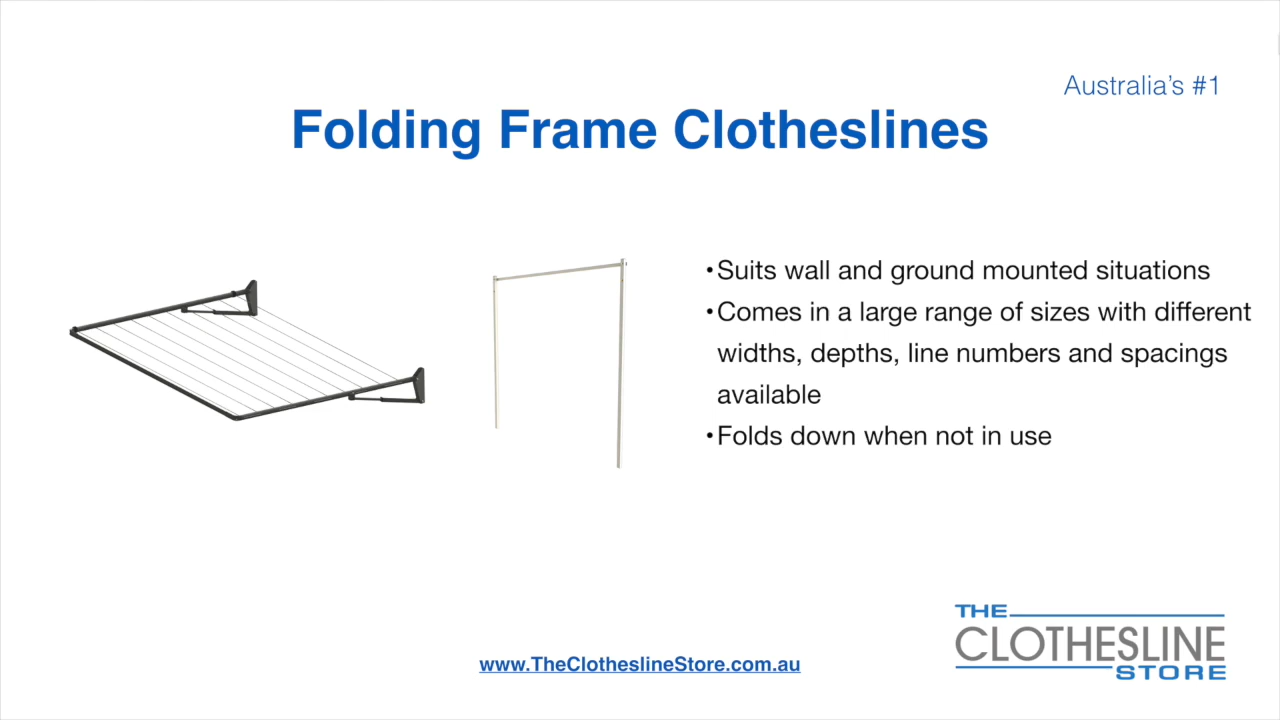 Australia's #1
Folding Frame Clotheslines
•Suits wall and ground mounted situations
•Comes in a large range of sizes with different
widths, depths, line numbers and spacings
available
•Folds down when not in use
THE
CLOTHESLINE
STORE
www.TheClotheslineStore.com.au